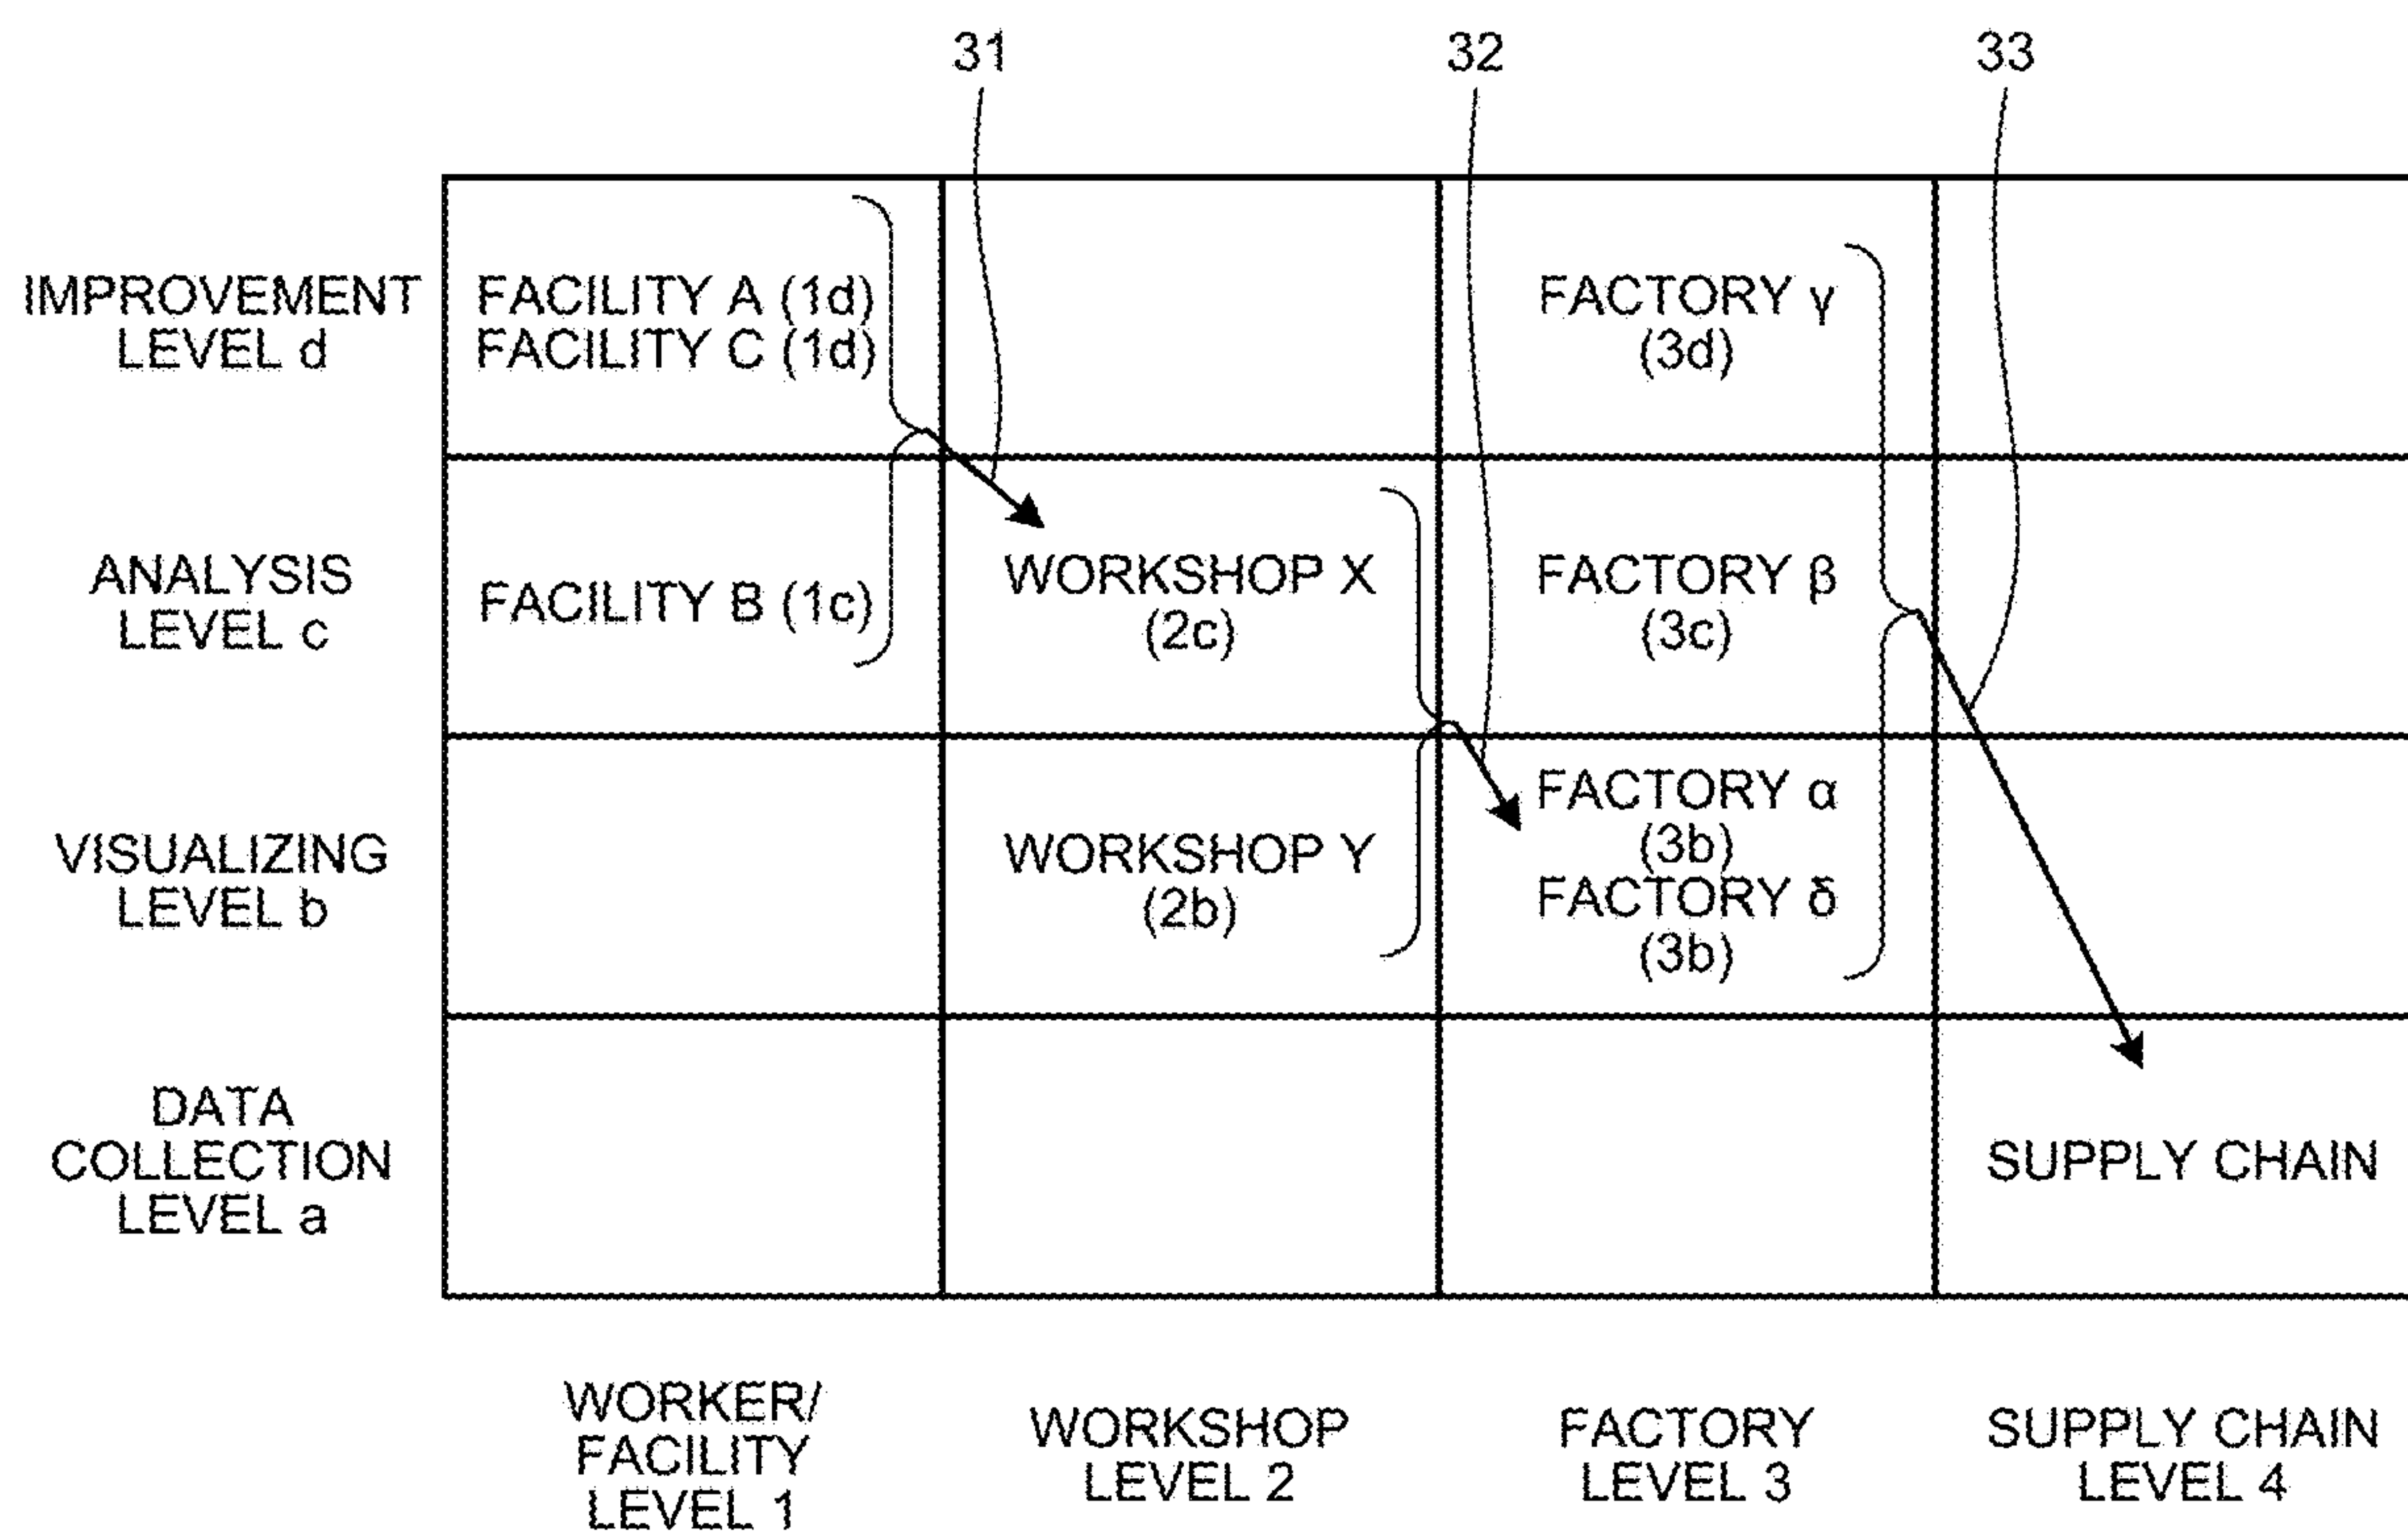 31
32
33
IMPROVEMENT
LEVEL d
FACILITY A (1d)
FACILITY C (1d)
FACTORY γ
(3d)
ANALYSIS
LEVEL c
FACILITY B (1c)
WORKSHOP X
(2c)
FACTORY β
(3c)
VISUALIZING
LEVEL b
WORKSHOP Y
(2b)
FACTORY α
(3b)
FACTORY δ
(3b)
DATA
COLLECTION
LEVEL a
SUPPLY CHAIN
WORKER/
FACILITY
LEVEL 1
WORKSHOP
LEVEL 2
FACTORY
LEVEL 3
SUPPLY CHAIN
LEVEL 4